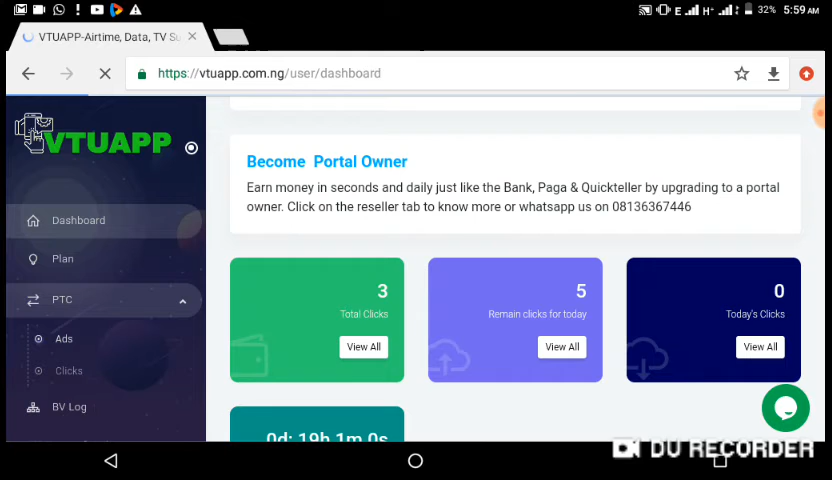 E
H+
32%
5:59 AM
VTUAPP-Airtime, Data, TV Su
https://vtuapp.com.ng/user/dashboard
VTUAPP
Become Portal Owner
Earn money in seconds and daily just like the Bank, Paga & Quickteller by upgrading to a portal
owner. Click on the reseller tab to know more or whatsapp us on 08136367446
Dashboard
Plan
PTC
Ads
Clicks
BV Log
3
Total Clicks
View All
5
Remain clicks for today
View All
0
Today's Clicks
View All
0d: 19h 1m 0s
DU RECORDER